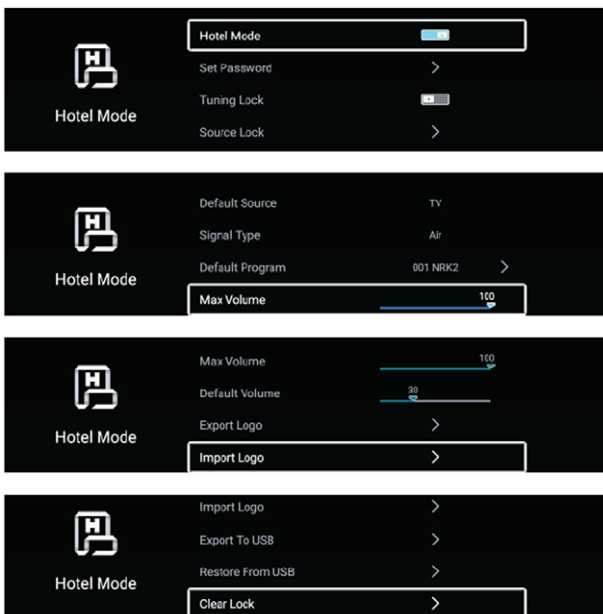 Hotel Mode
Set Password
Tuning Lock
Source Lock
H
Hotel Mode
Default Source TV
Signal Type Air
Default Program 001 NRK2
Max Volume 100
H
Hotel Mode
Max Volume 100
Default Volume 30
Export Logo
Import Logo
H
Hotel Mode
Import Logo
Export To USB
Restore From USB
Clear Lock
H
Hotel Mode